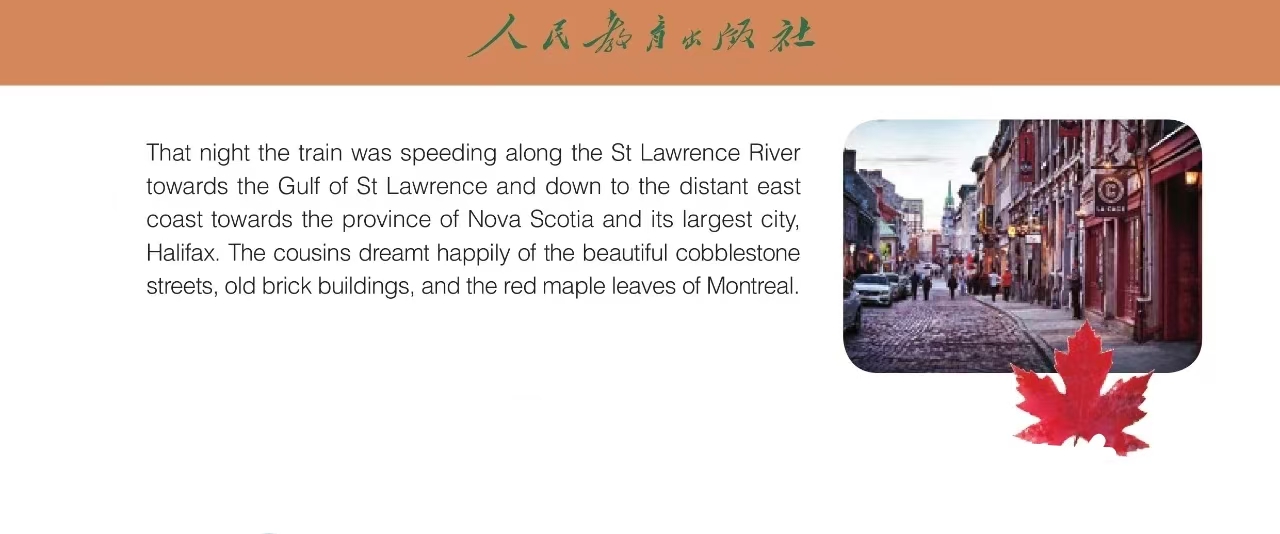 人民教育出版社
That night the train was speeding along the St Lawrence River
towards the Gulf of St Lawrence and down to the distant east
coast towards the province of Nova Scotia and its largest city,
Halifax. The cousins dreamt happily of the beautiful cobblestone
streets, old brick buildings, and the red maple leaves of Montreal.